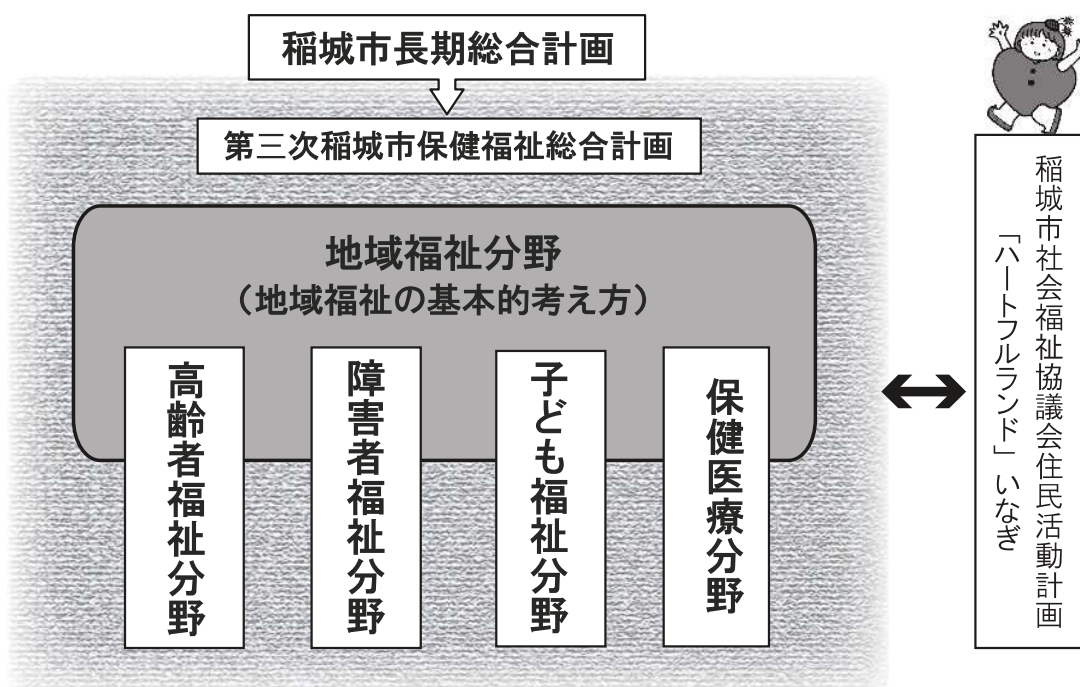 稲城市長期総合計画
第三次稲城市保健福祉総合計画
地域福祉分野
（地域福祉の基本的考え方）
高齢者福祉分野
障害者福祉分野
子ども福祉分野
保健医療分野
稲城市社会福祉協議会住民活動計画
「ハートフルランド」いなぎ